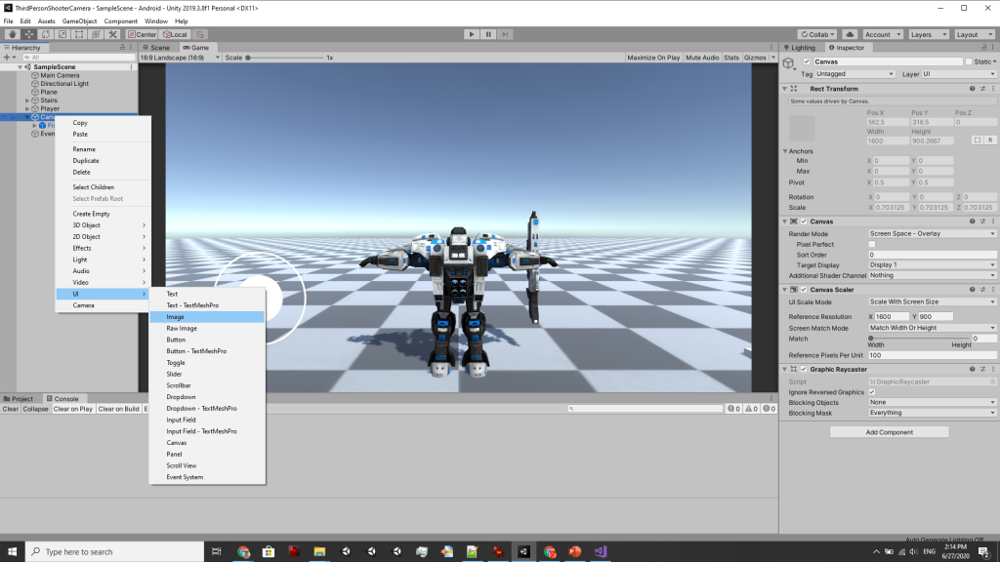 ThirdPersonShooterCamera - SampleScene - Android - Unity 2019.3.8f1 Personal <DX11>
File Edit Assets GameObject Component Window Help
Center Local
Collab Account Layers Layout
Hierarchy
All
SampleScene
Main Camera
Directional Light
Plane
Stairs
Player
Canv
Even
Copy
Paste
Rename
Duplicate
Delete
Select Children
Select Prefab Root
Create Empty
3D Object
2D Object
Effects
Light
Audio
Video
UI
Camera
Text
Text - TextMeshPro
Image
Raw Image
Button
Button - TextMeshPro
Toggle
Slider
Scrollbar
Dropdown
Dropdown - TextMeshPro
Input Field
Input Field - TextMeshPro
Canvas
Panel
Scroll View
Event System
Scene Game
16:9 Landscape (16:9) Scale 1x Maximize On Play Mute Audio Stats Gizmos
Project Console
Clear Collapse Clear on Play Clear on Build E
0 0 0
Lighting Inspector
Canvas Static
Tag Untagged Layer UI
Rect Transform
Some values driven by Canvas.
Pos X Pos Y Pos Z
562.5 316.5 0
Width Height
1600 900.2667 R
Anchors
Min X 0 Y 0
Max X 0 Y 0
Pivot X 0.5 Y 0.5
Rotation X 0 Y 0 Z 0
Scale X 0.703125 Y 0.703125 Z 0.703125
Canvas
Render Mode Screen Space - Overlay
Pixel Perfect
Sort Order 0
Target Display Display 1
Additional Shader Channel Nothing
Canvas Scaler
UI Scale Mode Scale With Screen Size
Reference Resolution X 1600 Y 900
Screen Match Mode Match Width Or Height
Match 0
Width Height
Reference Pixels Per Unit 100
Graphic Raycaster
Script GraphicRaycaster
Ignore Reversed Graphics
Blocking Objects None
Blocking Mask Everything
Add Component
Auto Generate Lighting Off
Type here to search
ENG
2:14 PM
6/27/2020
2